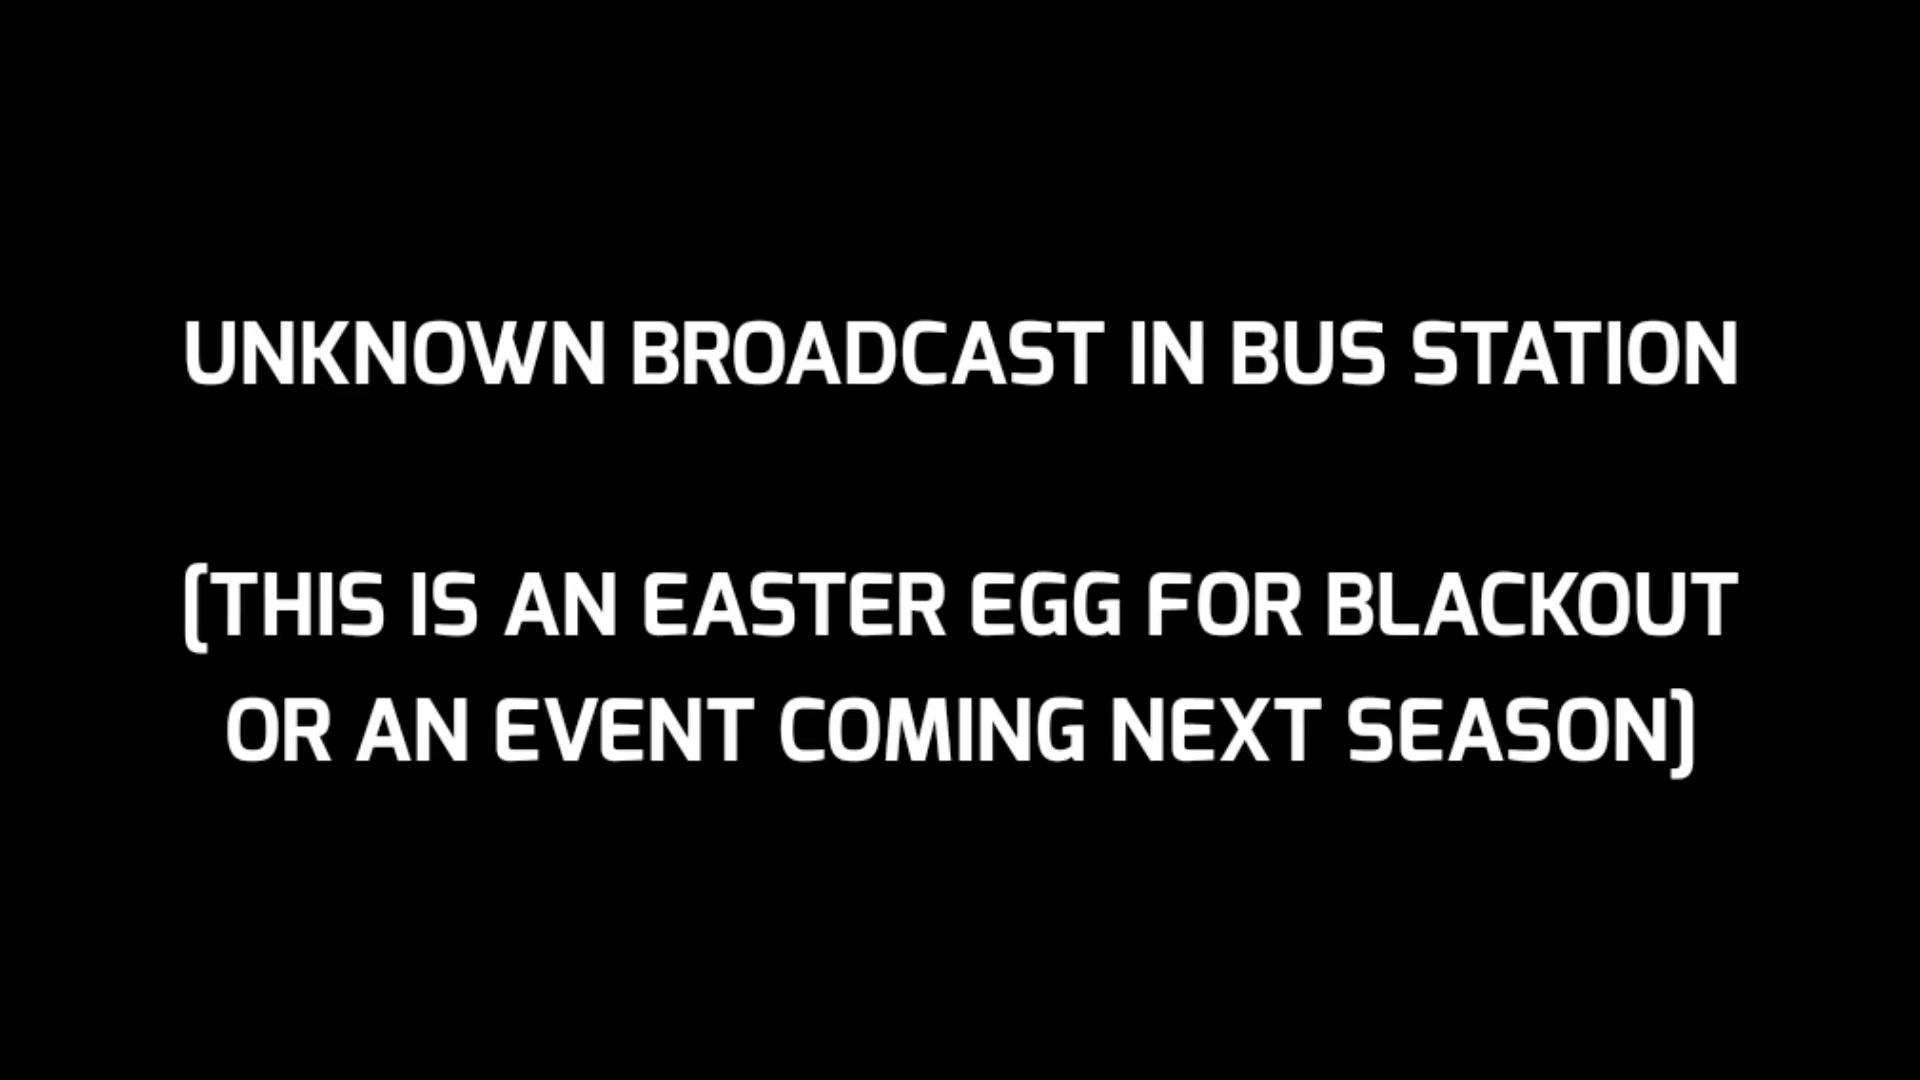 UNKNOWN BROADCAST IN BUS STATION
(THIS IS AN EASTER EGG FOR BLACKOUT
OR AN EVENT COMING NEXT SEASON)